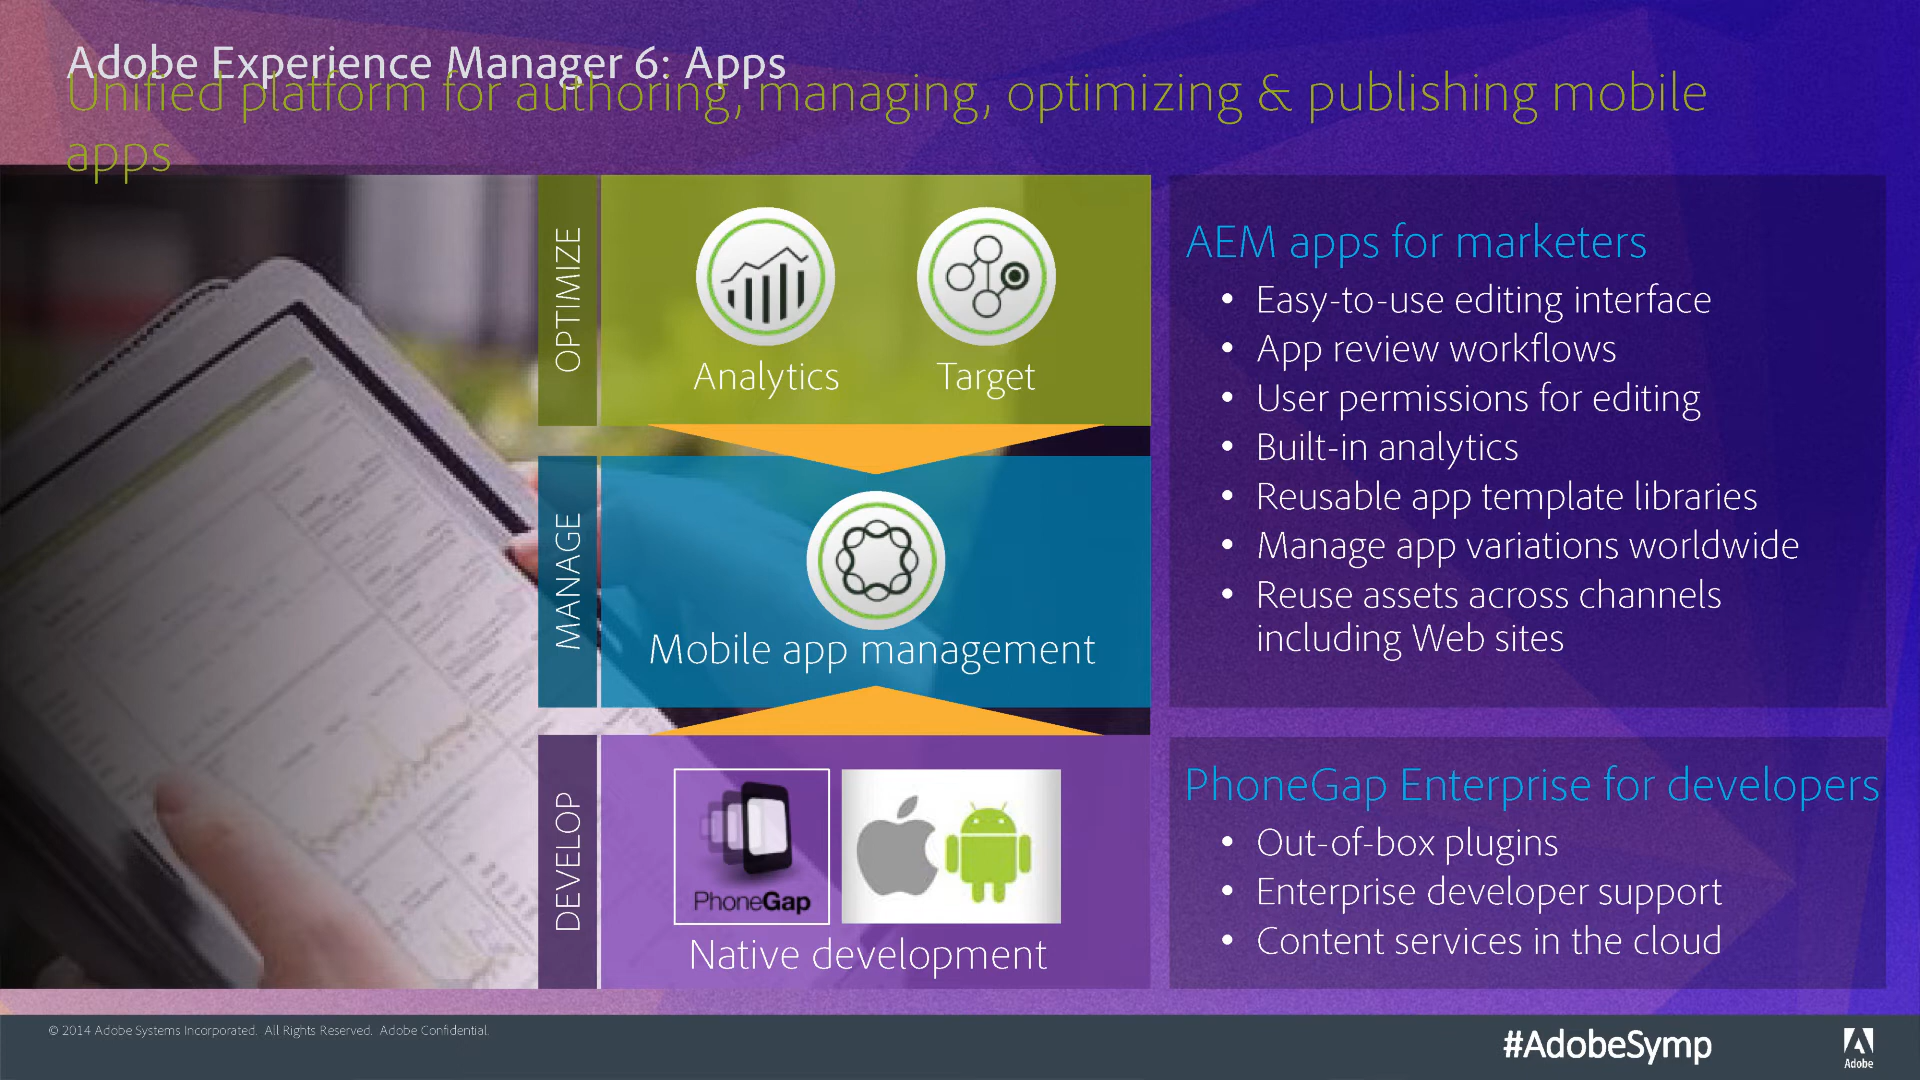 Adobe Experience Manager 6: Apps
Unified platform for authoring, managing, optimizing & publishing mobile
apps
OPTIMIZE
Analytics
Target
MANAGE
Mobile app management
DEVELOP
PhoneGap
Native development
AEM apps for marketers
• Easy-to-use editing interface
• App review workflows
• User permissions for editing
• Built-in analytics
• Reusable app template libraries
• Manage app variations worldwide
• Reuse assets across channels
including Web sites
PhoneGap Enterprise for developers
• Out-of-box plugins
• Enterprise developer support
• Content services in the cloud
© 2014 Adobe Systems Incorporated. All Rights Reserved. Adobe Confidential.
#AdobeSymp
Adobe